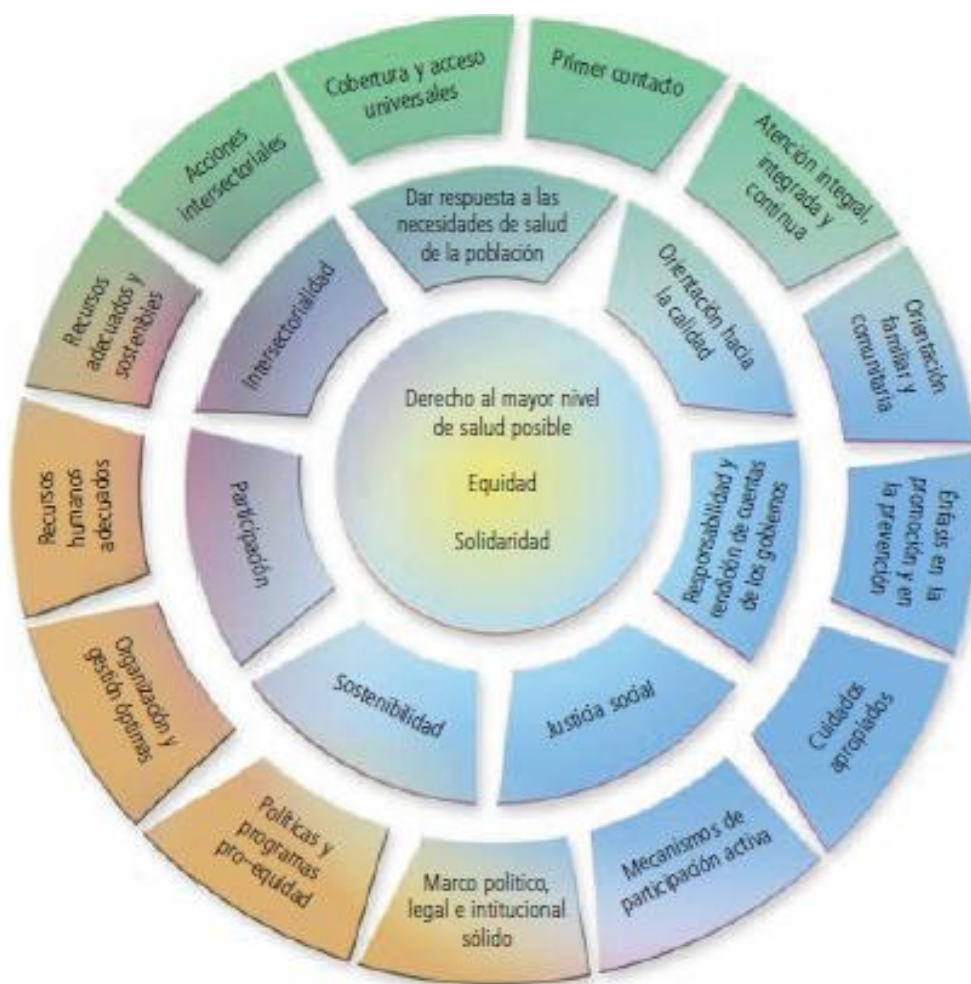 Cobertura y acceso
universales
Primer contacto
Atención integral,
integrada y
continua
Orientación
familiar y
comunitaria
Énfasis en la
promoción y en
la prevención
Cuidados
apropiados
Mecanismos de
participación activa
Marco político,
legal e intitucional
sólido
Políticas y
programas
pro-equidad
Organización y
gestión óptimas
Recursos
humanos
adecuados
Recursos
adecuados y
sostenibles
Acciones
intersectoriales
Dar respuesta a las
necesidades de salud
de la población
Orientación hacia
la calidad
Responsabilidad y
rendición de cuentas
de los gobiernos
Justicia social
Sostenibilidad
Participación
Intersectorialidad
Derecho al mayor nivel
de salud posible
Equidad
Solidaridad